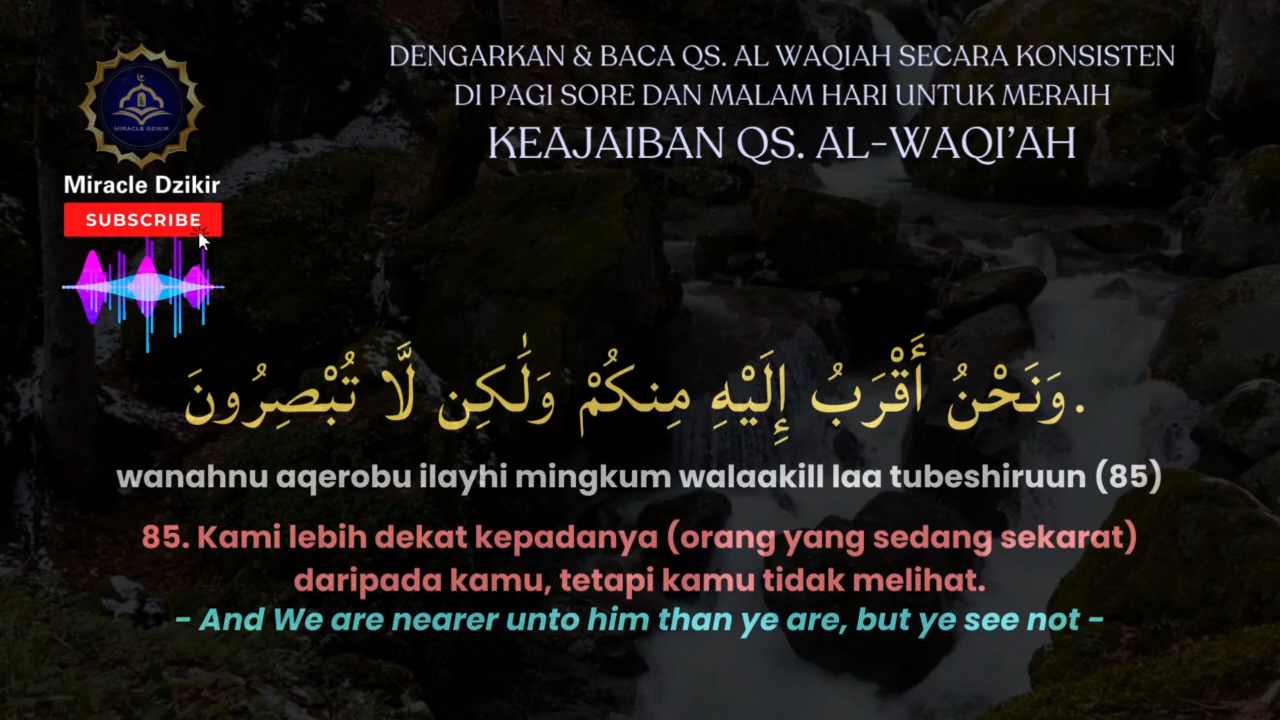 DENGARKAN & BACA QS. AL WAQIAH SECARA KONSISTEN
DI PAGI SORE DAN MALAM HARI UNTUK MERAIH
KEAJAIBAN QS. AL-WAQI'AH
MIRACLE DZIKIR
Miracle Dzikir
SUBSCRIBE
وَنَحْنُ أَقْرَبُ إِلَيْهِ مِنكُمْ وَلَٰكِن لَّا تُبْصِرُونَ.
wanahnu aqerobu ilayhi mingkum walaakill laa tubeshiruun (85)
85. Kami lebih dekat kepadanya (orang yang sedang sekarat)
daripada kamu, tetapi kamu tidak melihat.
- And We are nearer unto him than ye are, but ye see not -